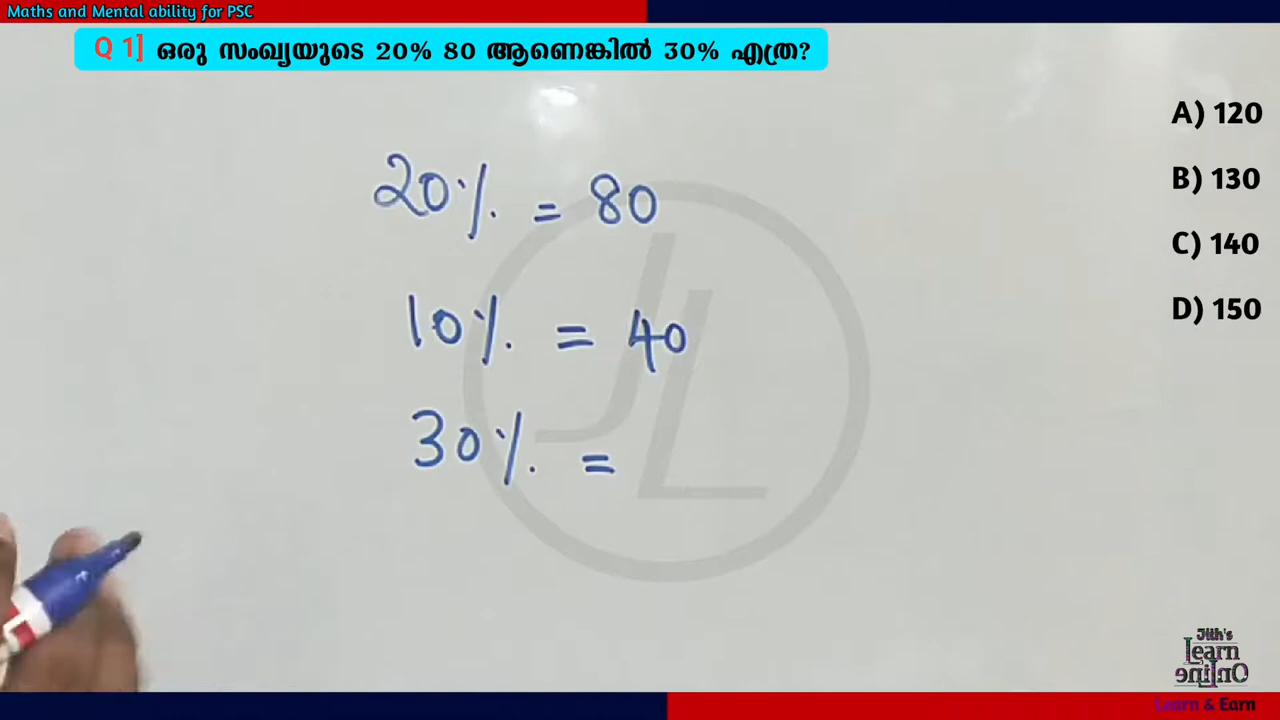 Maths and Mental ability for PSC
Q 1] ഒരു സംഖ്യയുടെ 20% 80 ആണെങ്കിൽ 30% എത്ര?
A) 120
B) 130
C) 140
D) 150
20% = 80
10% = 40
30% =
JL
Jith's
Learn
OnLine
Learn & Earn